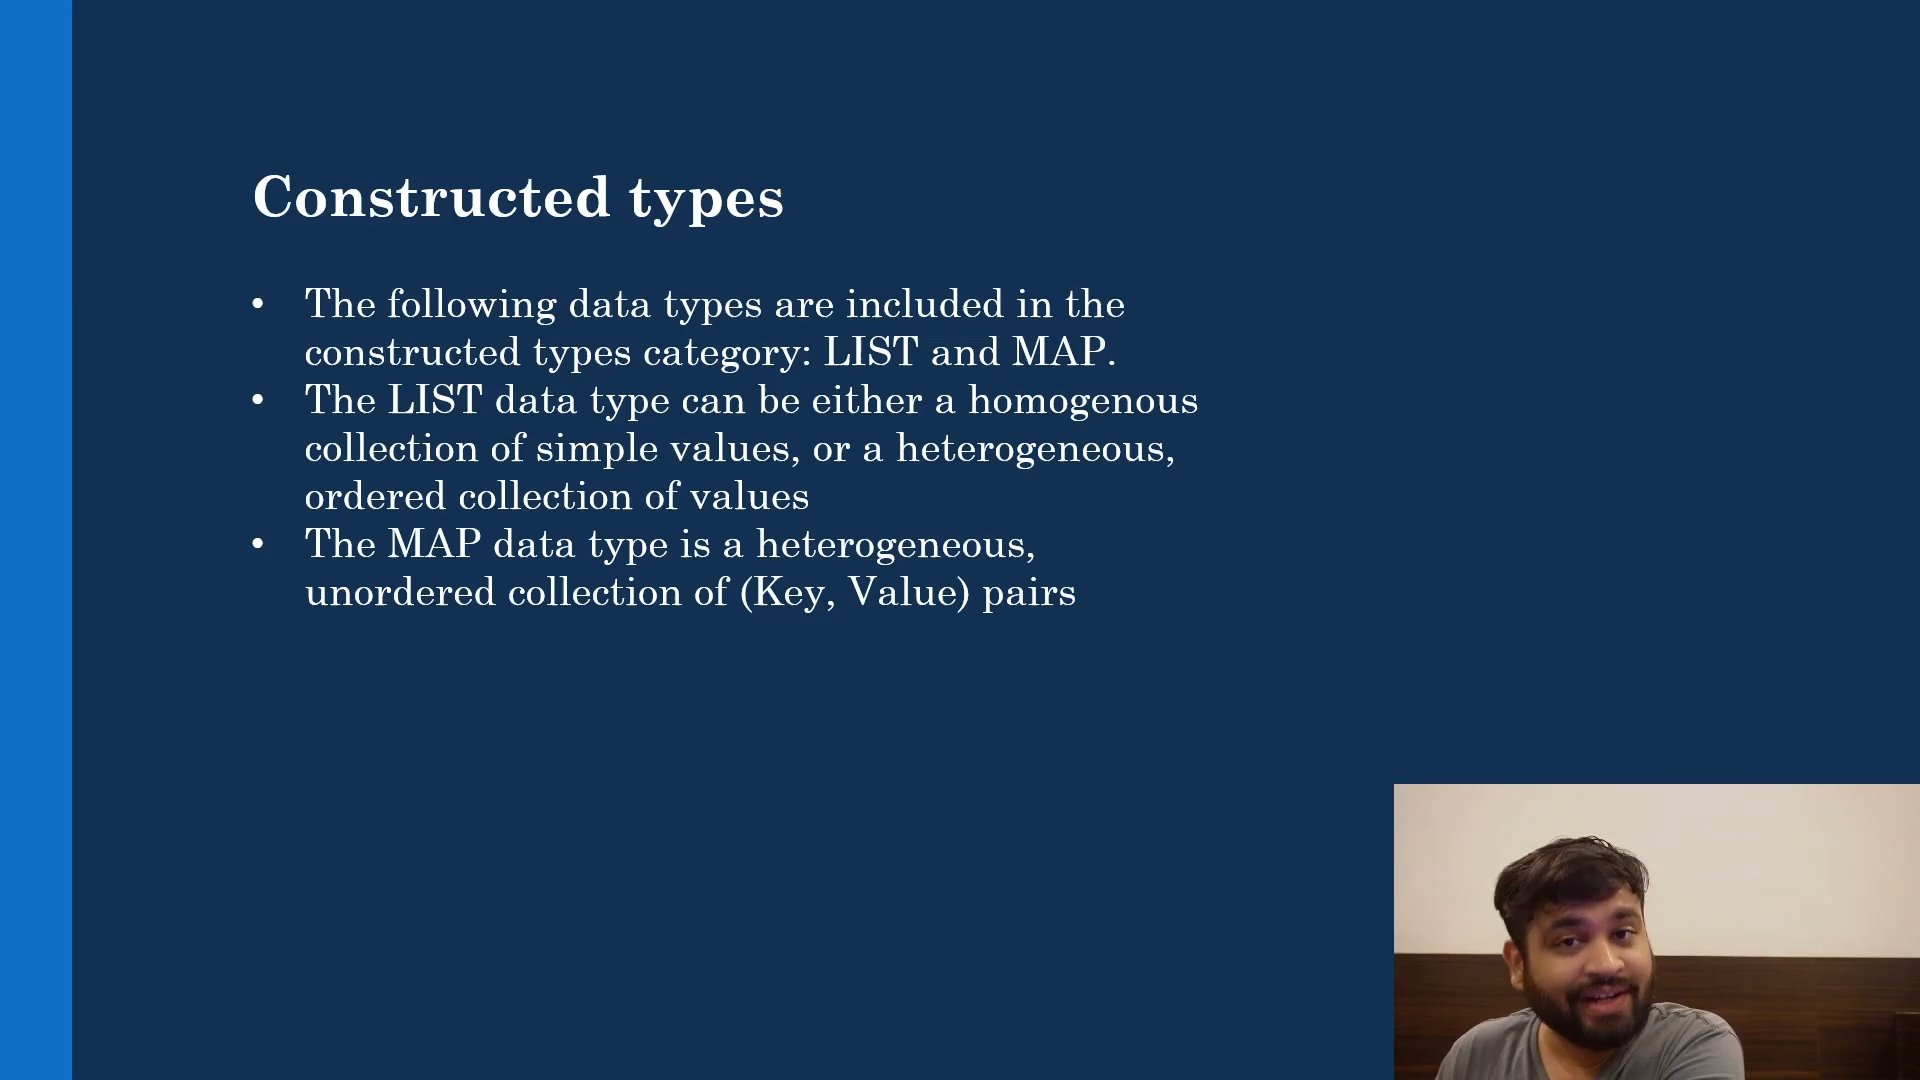 Constructed types
• The following data types are included in the
constructed types category: LIST and MAP.
• The LIST data type can be either a homogenous
collection of simple values, or a heterogeneous,
ordered collection of values
• The MAP data type is a heterogeneous,
unordered collection of (Key, Value) pairs